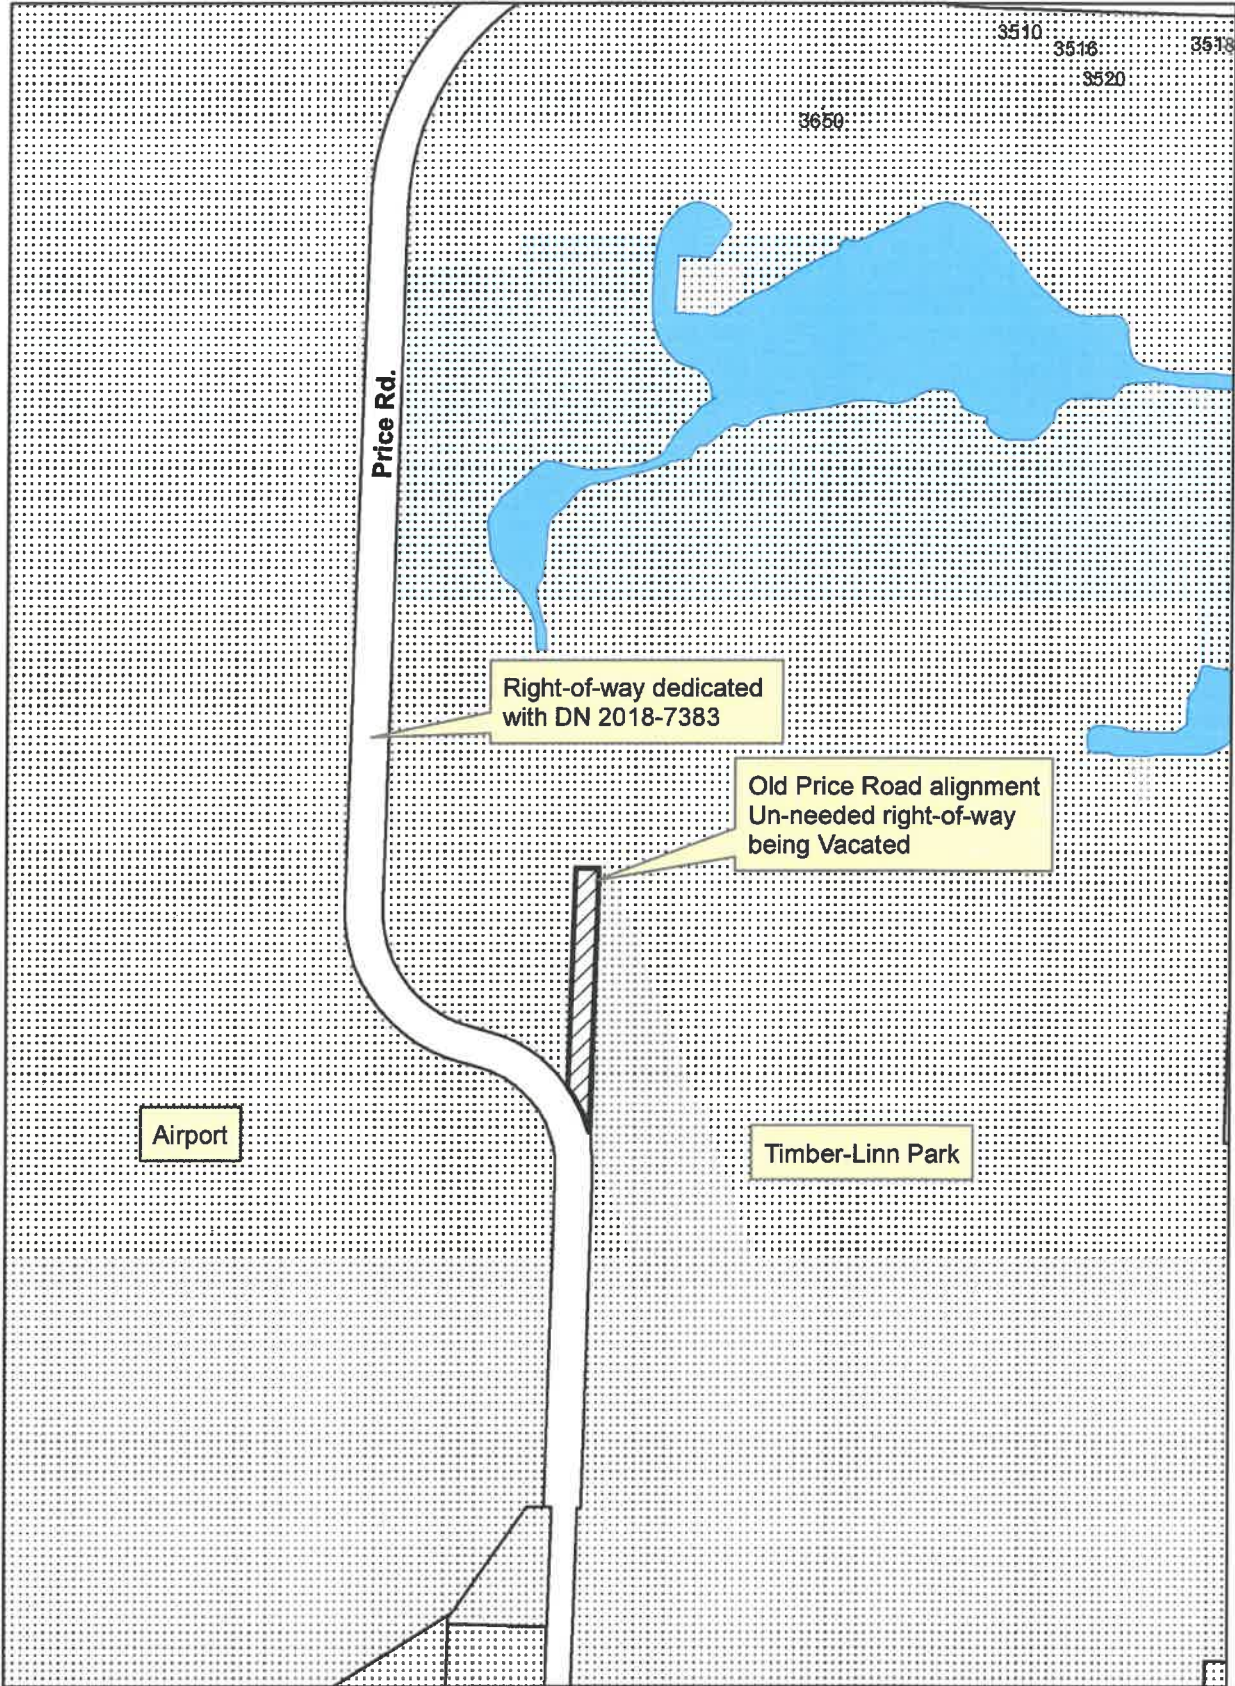 3510
3516
3518
3520
3650
Price Rd.
Right-of-way dedicated
with DN 2018-7383
Old Price Road alignment
Un-needed right-of-way
being Vacated
Airport
Timber-Linn Park